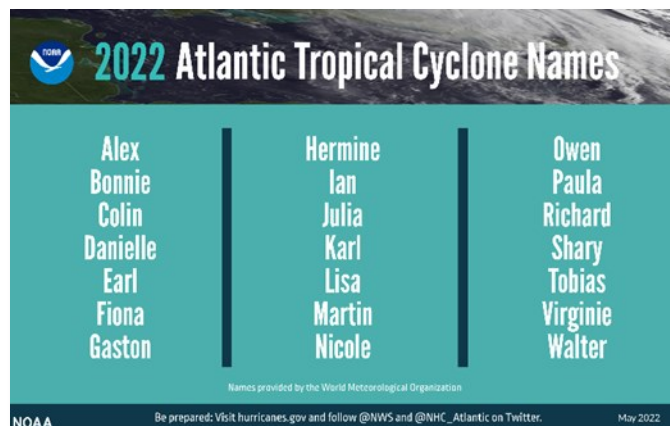 NOAA
2022 Atlantic Tropical Cyclone Names
Alex
Bonnie
Colin
Danielle
Earl
Fiona
Gaston
Hermine
Ian
Julia
Karl
Lisa
Martin
Nicole
Owen
Paula
Richard
Shary
Tobias
Virginie
Walter
Names provided by the World Meteorological Organization
NOAA
Be prepared: Visit hurricanes.gov and follow @NWS and @NHC_Atlantic on Twitter.
May 2022